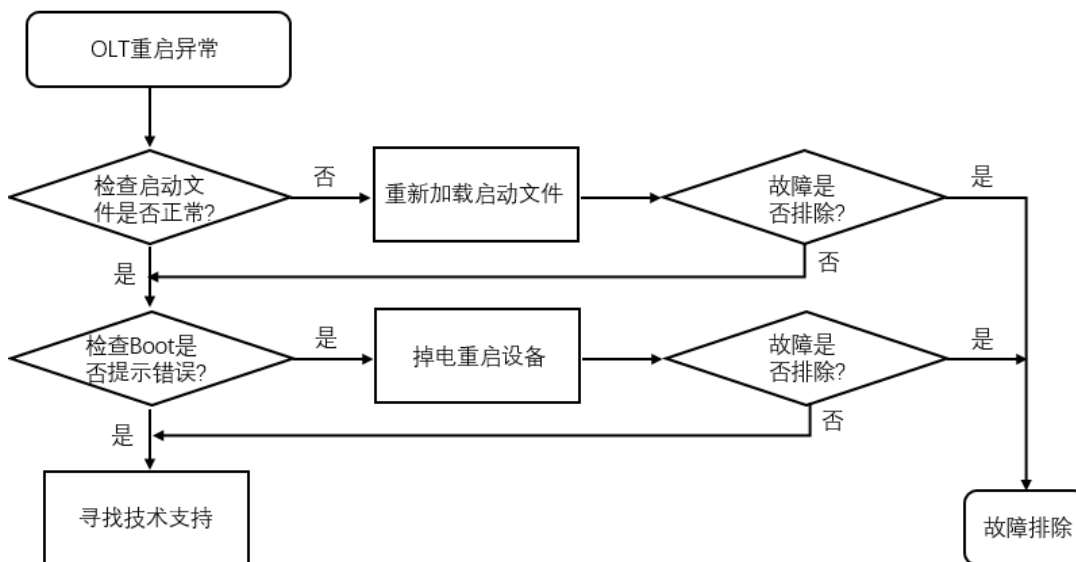 OLT重启异常
检查启动文
件是否正常?
否
重新加载启动文件
故障是
否排除?
是
是
否
检查Boot是
否提示错误?
是
掉电重启设备
故障是
否排除?
是
是
否
寻找技术支持
故障排除